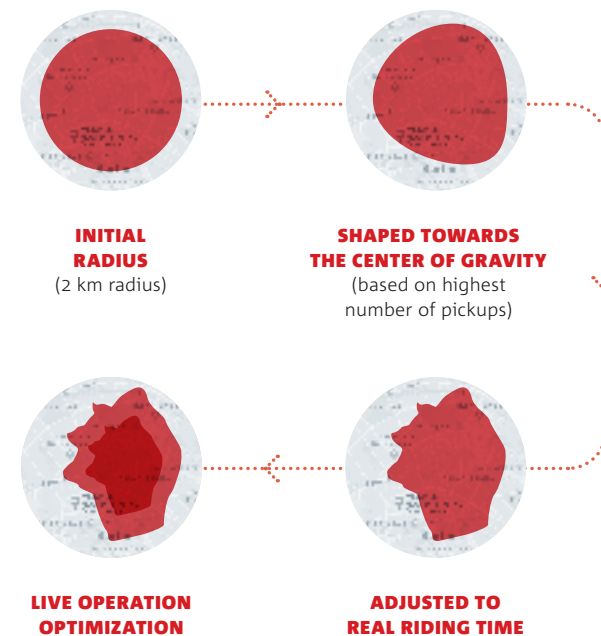 INITIAL
RADIUS
(2 km radius)
SHAPED TOWARDS
THE CENTER OF GRAVITY
(based on highest
number of pickups)
ADJUSTED TO
REAL RIDING TIME
LIVE OPERATION
OPTIMIZATION